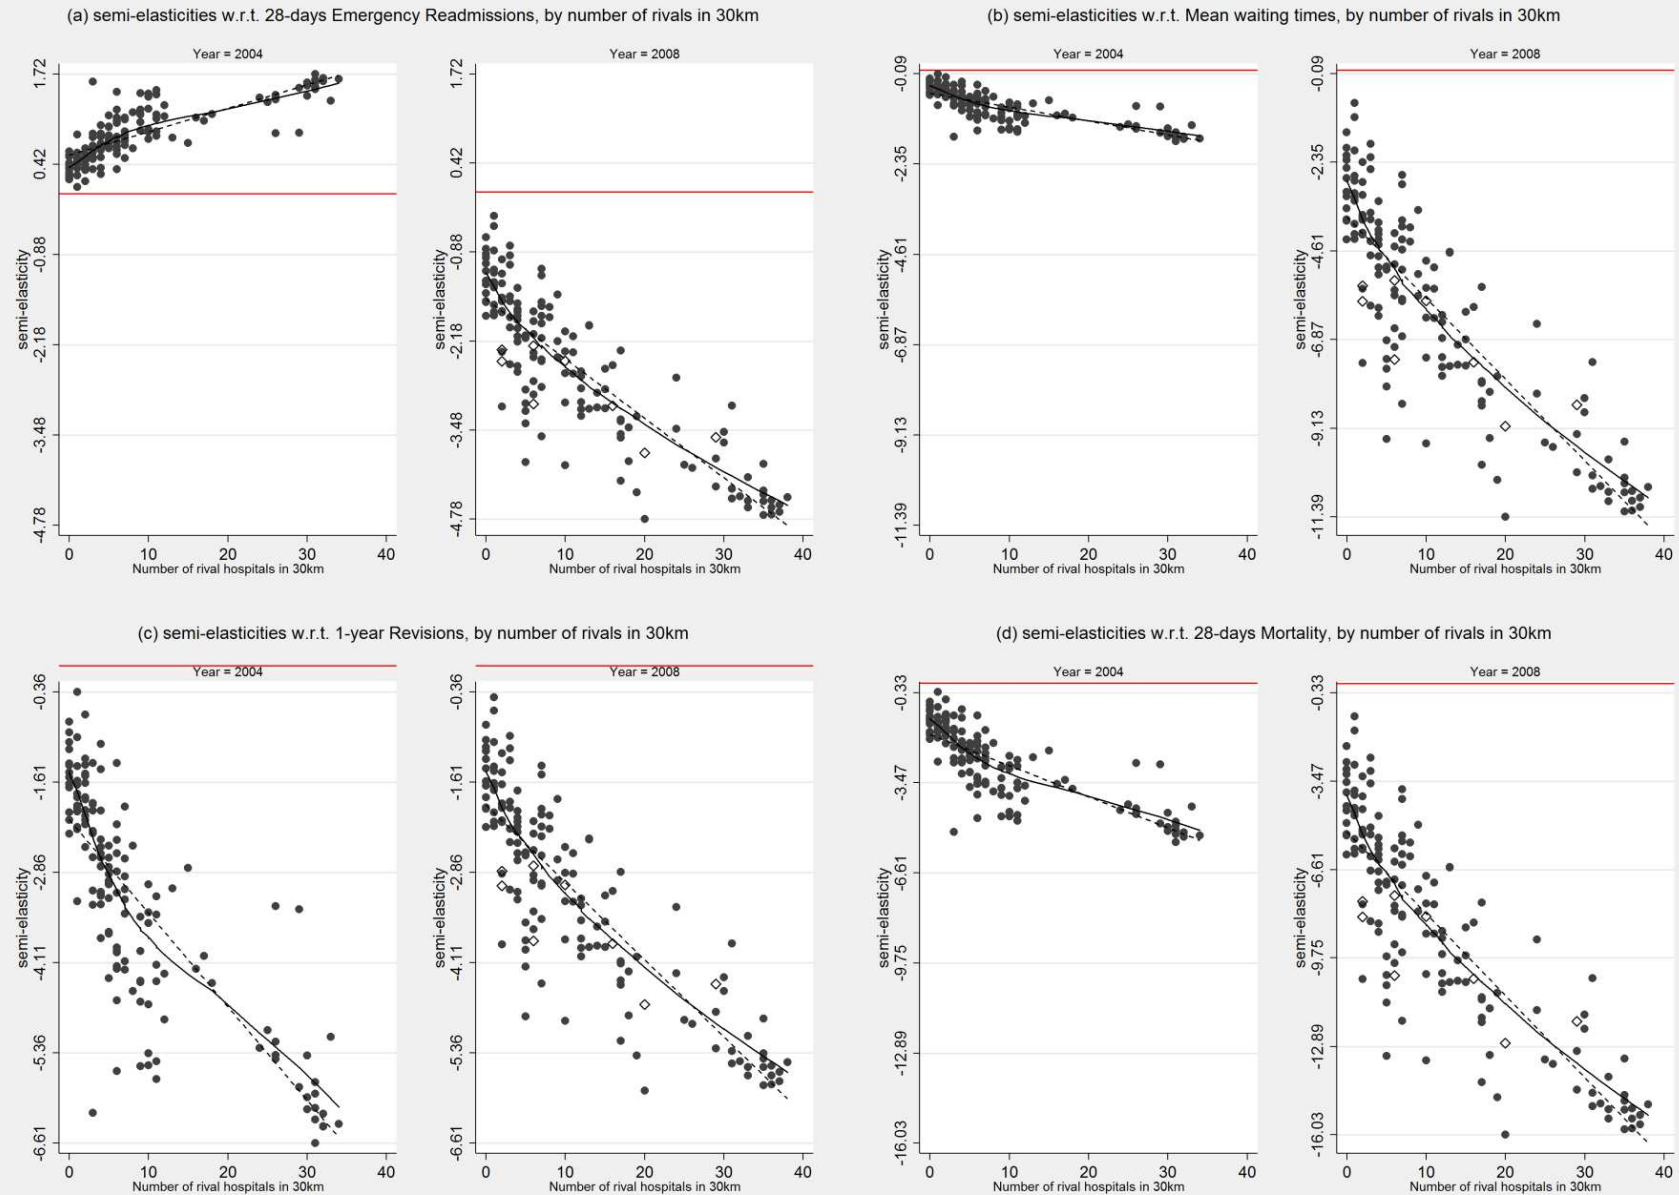 (a) semi-elasticities w.r.t. 28-days Emergency Readmissions, by number of rivals in 30km
Year = 2004
Year = 2008
semi-elasticity
1.72
0.42
-0.88
-2.18
-3.48
-4.78
1.72
0.42
-0.88
-2.18
-3.48
-4.78
0 10 20 30 40
0 10 20 30 40
Number of rival hospitals in 30km
Number of rival hospitals in 30km
(b) semi-elasticities w.r.t. Mean waiting times, by number of rivals in 30km
Year = 2004
Year = 2008
semi-elasticity
-0.09
-2.35
-4.61
-6.87
-9.13
-11.39
semi-elasticity
-0.09
-2.35
-4.61
-6.87
-9.13
-11.39
0 10 20 30 40
0 10 20 30 40
Number of rival hospitals in 30km
Number of rival hospitals in 30km
(c) semi-elasticities w.r.t. 1-year Revisions, by number of rivals in 30km
Year = 2004
Year = 2008
semi-elasticity
-0.36
-1.61
-2.86
-4.11
-5.36
-6.61
semi-elasticity
-0.36
-1.61
-2.86
-4.11
-5.36
-6.61
0 10 20 30 40
0 10 20 30 40
Number of rival hospitals in 30km
Number of rival hospitals in 30km
(d) semi-elasticities w.r.t. 28-days Mortality, by number of rivals in 30km
Year = 2004
Year = 2008
semi-elasticity
-0.33
-3.47
-6.61
-9.75
-12.89
-16.03
semi-elasticity
-0.33
-3.47
-6.61
-9.75
-12.89
-16.03
0 10 20 30 40
0 10 20 30 40
Number of rival hospitals in 30km
Number of rival hospitals in 30km